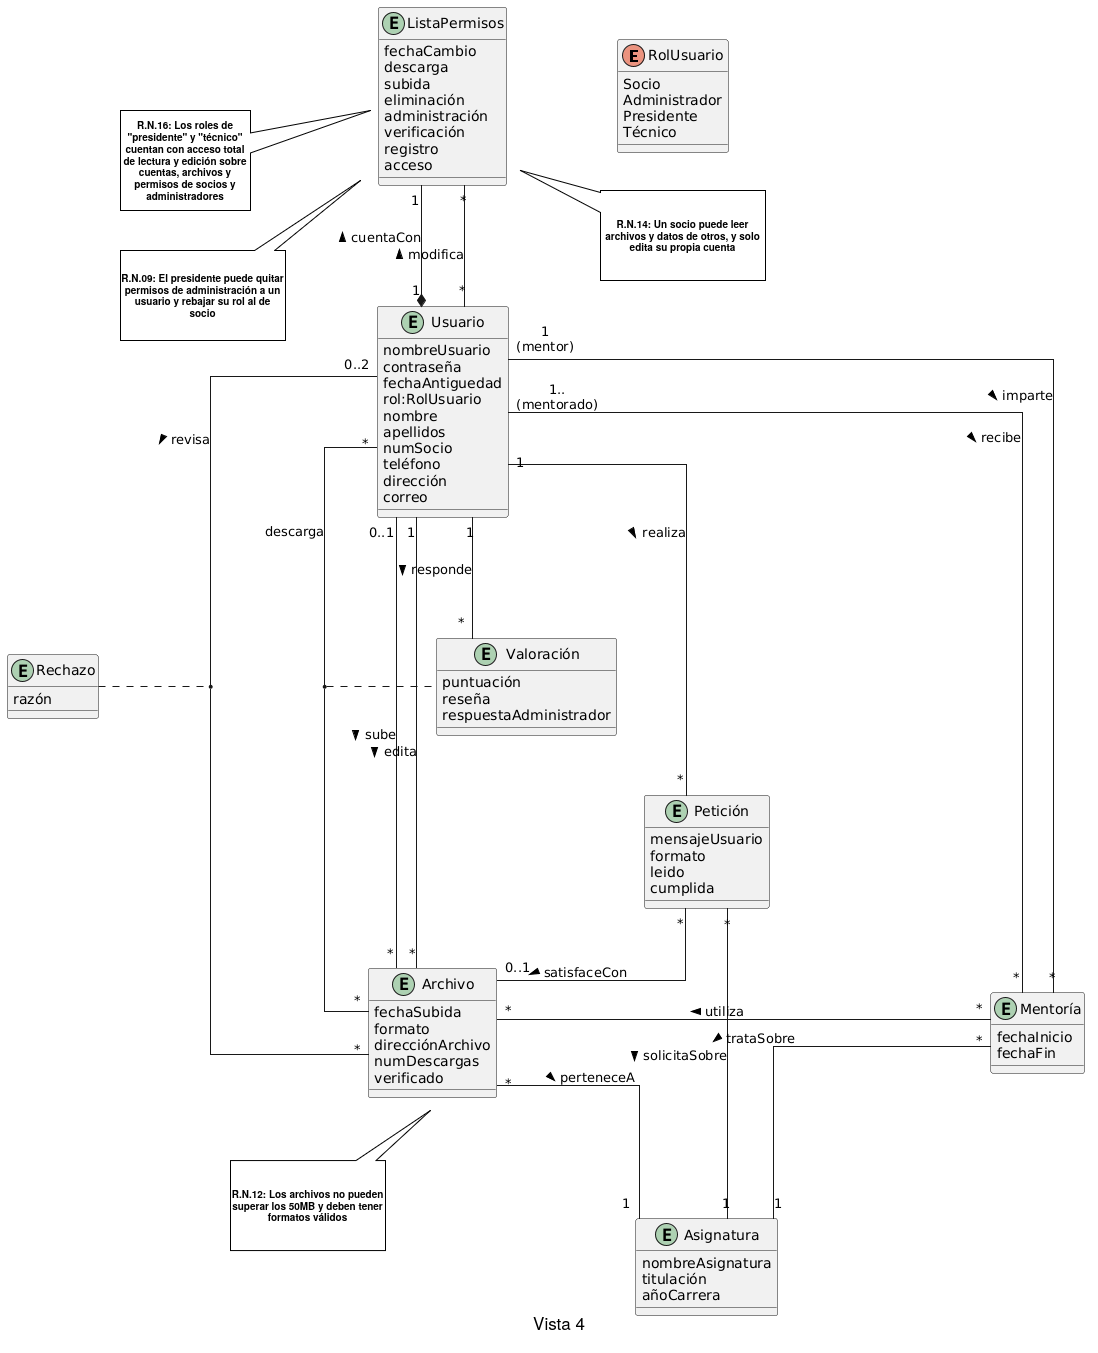 E ListaPermisos
fechaCambio
descarga
subida
eliminación
administración
verificación
registro
acceso
E RolUsuario
Socio
Administrador
Presidente
Técnico
R.N.16: Los roles de
"presidente" y "técnico"
cuentan con acceso total
de lectura y edición sobre
cuentas, archivos y
permisos de socios y
administradores
R.N.14: Un socio puede leer
archivos y datos de otros, y solo
edita su propia cuenta
R.N.09: El presidente puede quitar
permisos de administración a un
usuario y rebajar su rol al de
socio
1
*
cuentaCon
modifica
1
*
E Usuario
nombreUsuario
contraseña
fechaAntiguedad
rol:RolUsuario
nombre
apellidos
numSocio
teléfono
dirección
correo
1
(mentor)
0..2
1..
(mentorado)
imparte
recibe
revisa
*
1
descarga
0..1
1
1
realiza
responde
*
E Rechazo
razón
E Valoración
puntuación
reseña
respuestaAdministrador
sube
edita
*
E Petición
mensajeUsuario
formato
leido
cumplida
*
*
*
*
0..1
satisfaceCon
*
*
E Archivo
fechaSubida
formato
direcciónArchivo
numDescargas
verificado
*
*
*
utiliza
*
trataSobre
*
solicitaSobre
perteneceA
*
E Mentoría
fechaInicio
fechaFin
R.N.12: Los archivos no pueden
superar los 50MB y deben tener
formatos válidos
1
1
1
E Asignatura
nombreAsignatura
titulación
añoCarrera
Vista 4